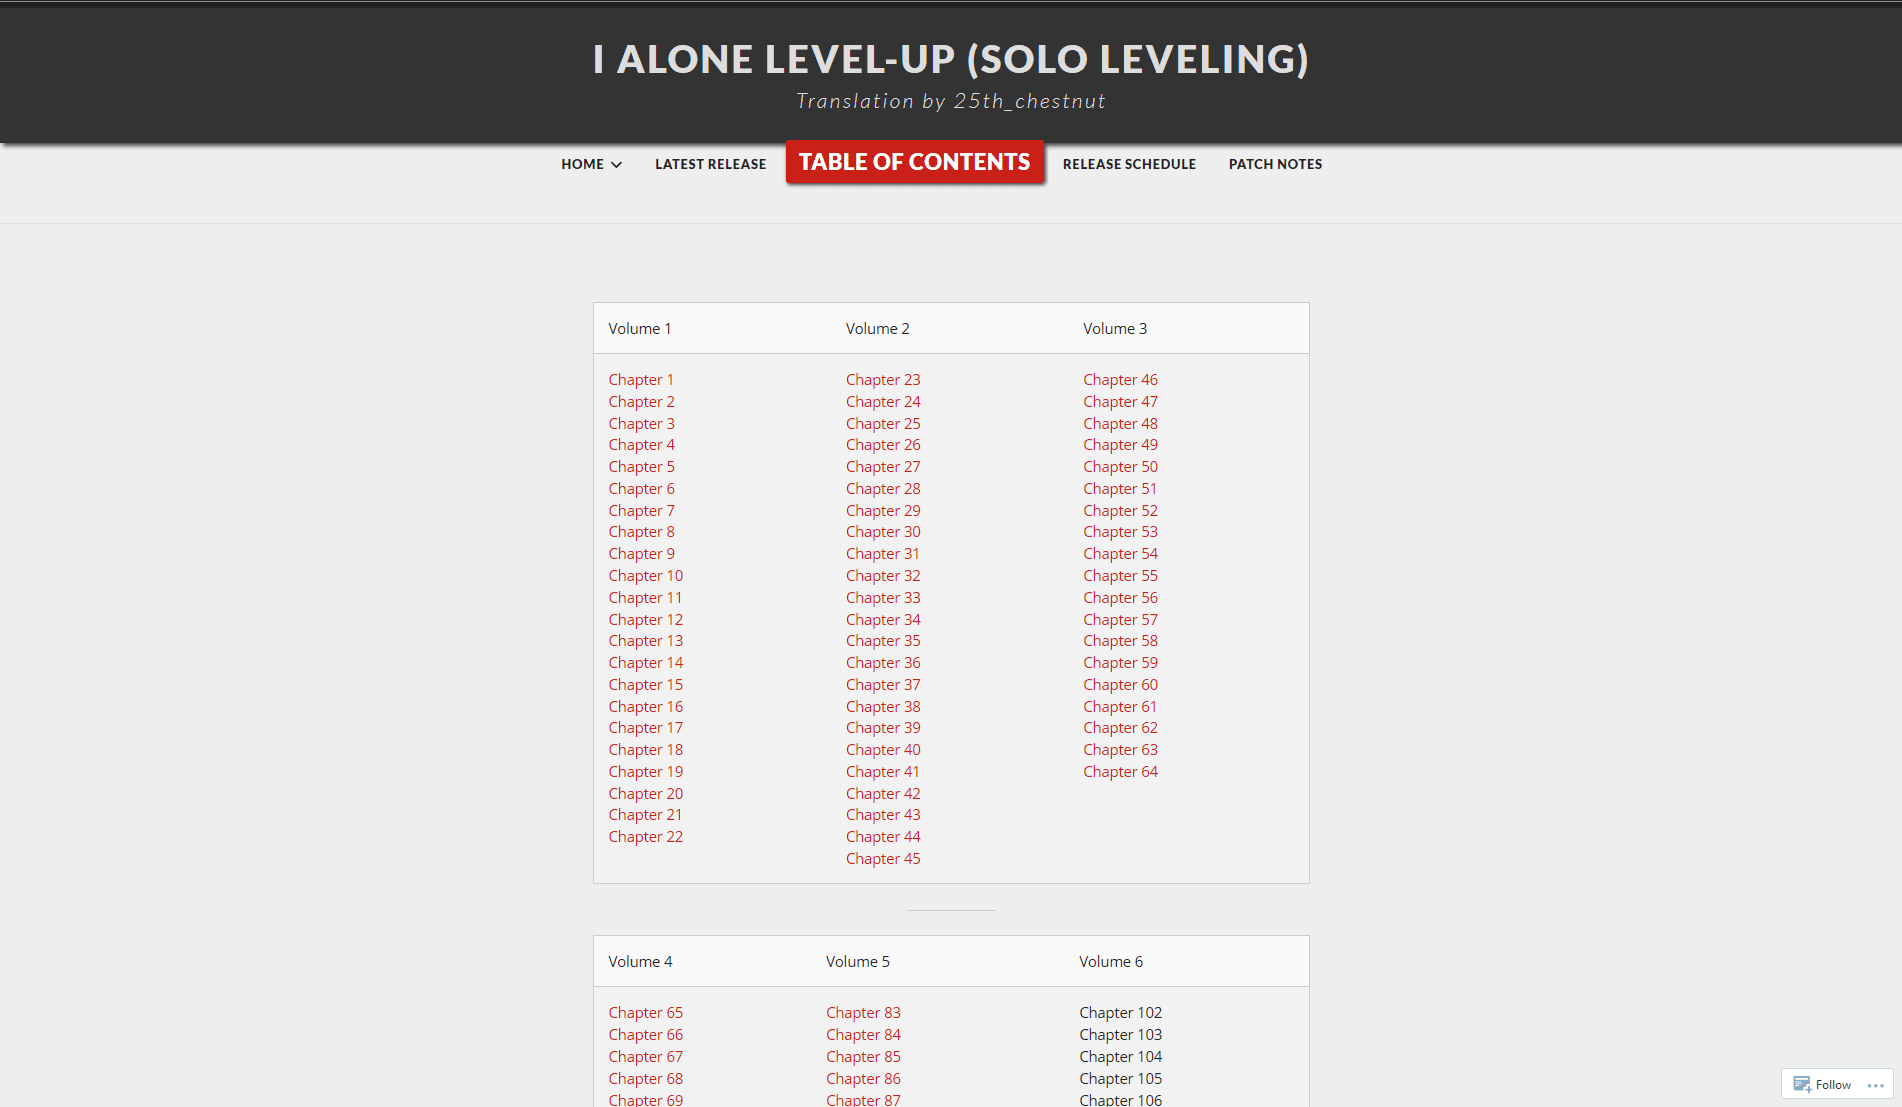 I ALONE LEVEL-UP (SOLO LEVELING)
Translation by 25th_chestnut
HOME
LATEST RELEASE
TABLE OF CONTENTS
RELEASE SCHEDULE
PATCH NOTES
Volume 1
Volume 2
Volume 3
Chapter 1
Chapter 2
Chapter 3
Chapter 4
Chapter 5
Chapter 6
Chapter 7
Chapter 8
Chapter 9
Chapter 10
Chapter 11
Chapter 12
Chapter 13
Chapter 14
Chapter 15
Chapter 16
Chapter 17
Chapter 18
Chapter 19
Chapter 20
Chapter 21
Chapter 22
Chapter 23
Chapter 24
Chapter 25
Chapter 26
Chapter 27
Chapter 28
Chapter 29
Chapter 30
Chapter 31
Chapter 32
Chapter 33
Chapter 34
Chapter 35
Chapter 36
Chapter 37
Chapter 38
Chapter 39
Chapter 40
Chapter 41
Chapter 42
Chapter 43
Chapter 44
Chapter 45
Chapter 46
Chapter 47
Chapter 48
Chapter 49
Chapter 50
Chapter 51
Chapter 52
Chapter 53
Chapter 54
Chapter 55
Chapter 56
Chapter 57
Chapter 58
Chapter 59
Chapter 60
Chapter 61
Chapter 62
Chapter 63
Chapter 64
Volume 4
Volume 5
Volume 6
Chapter 65
Chapter 66
Chapter 67
Chapter 68
Chapter 69
Chapter 83
Chapter 84
Chapter 85
Chapter 86
Chapter 87
Chapter 102
Chapter 103
Chapter 104
Chapter 105
Chapter 106
Follow